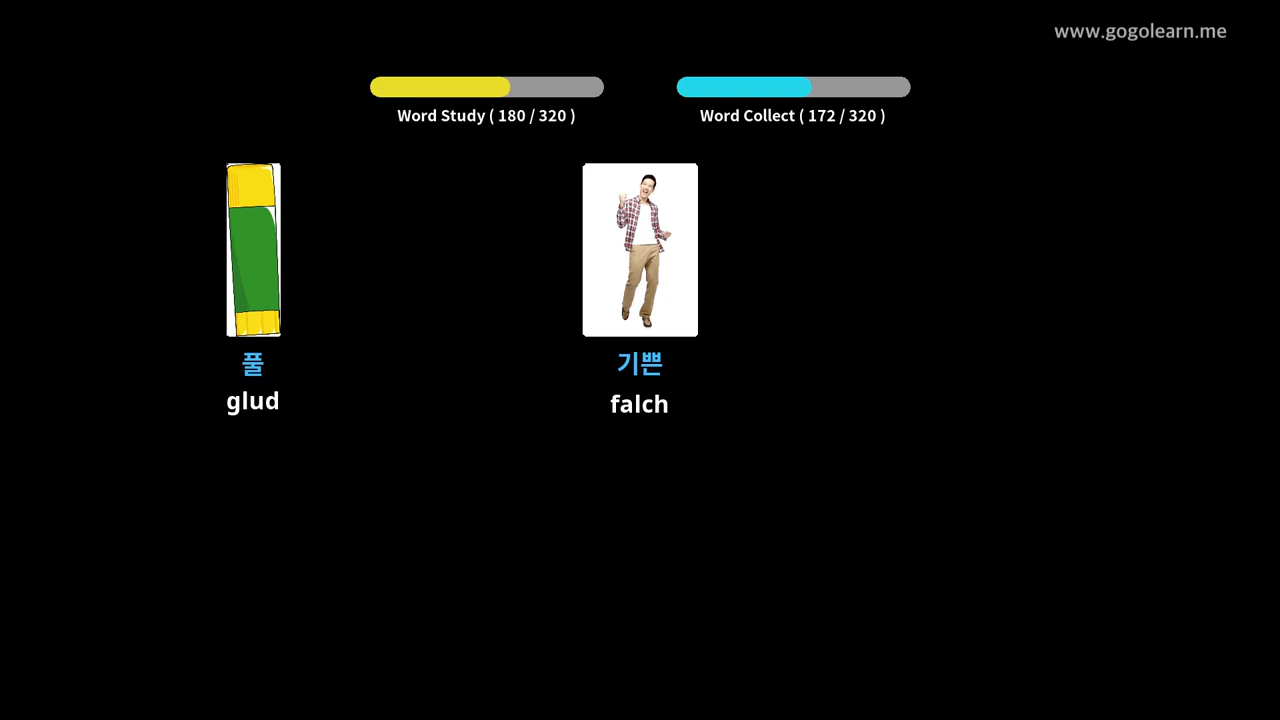 www.gogolearn.me
Word Study ( 180 / 320 )
Word Collect ( 172 / 320 )
풀
glud
기쁜
falch